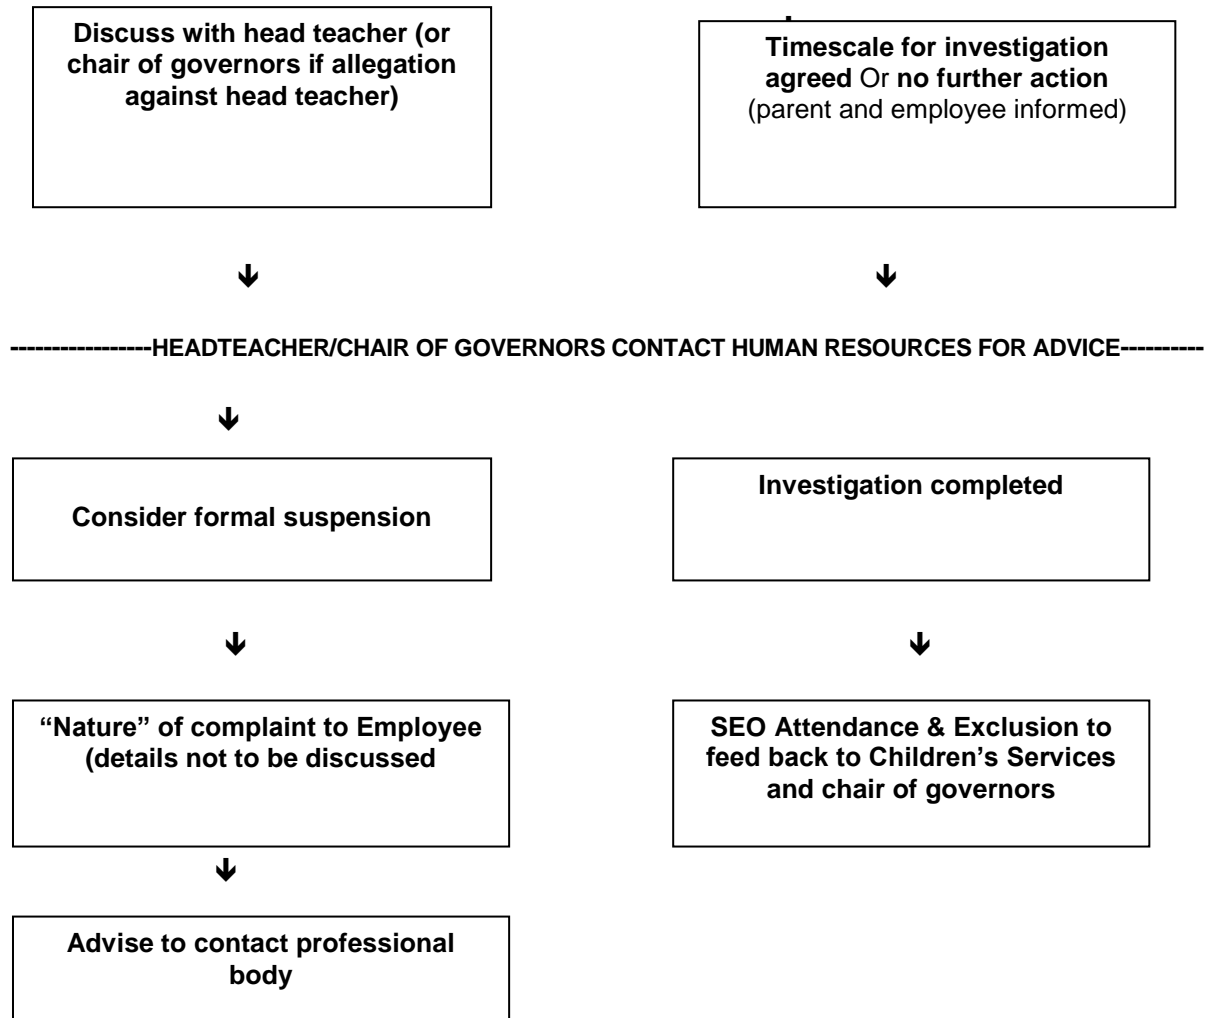 Discuss with head teacher (or
chair of governors if allegation
against head teacher)
Timescale for investigation
agreed Or no further action
(parent and employee informed)
-----------------HEADTEACHER/CHAIR OF GOVERNORS CONTACT HUMAN RESOURCES FOR ADVICE----------
Consider formal suspension
Investigation completed
“Nature” of complaint to Employee
(details not to be discussed
SEO Attendance & Exclusion to
feed back to Children’s Services
and chair of governors
Advise to contact professional
body